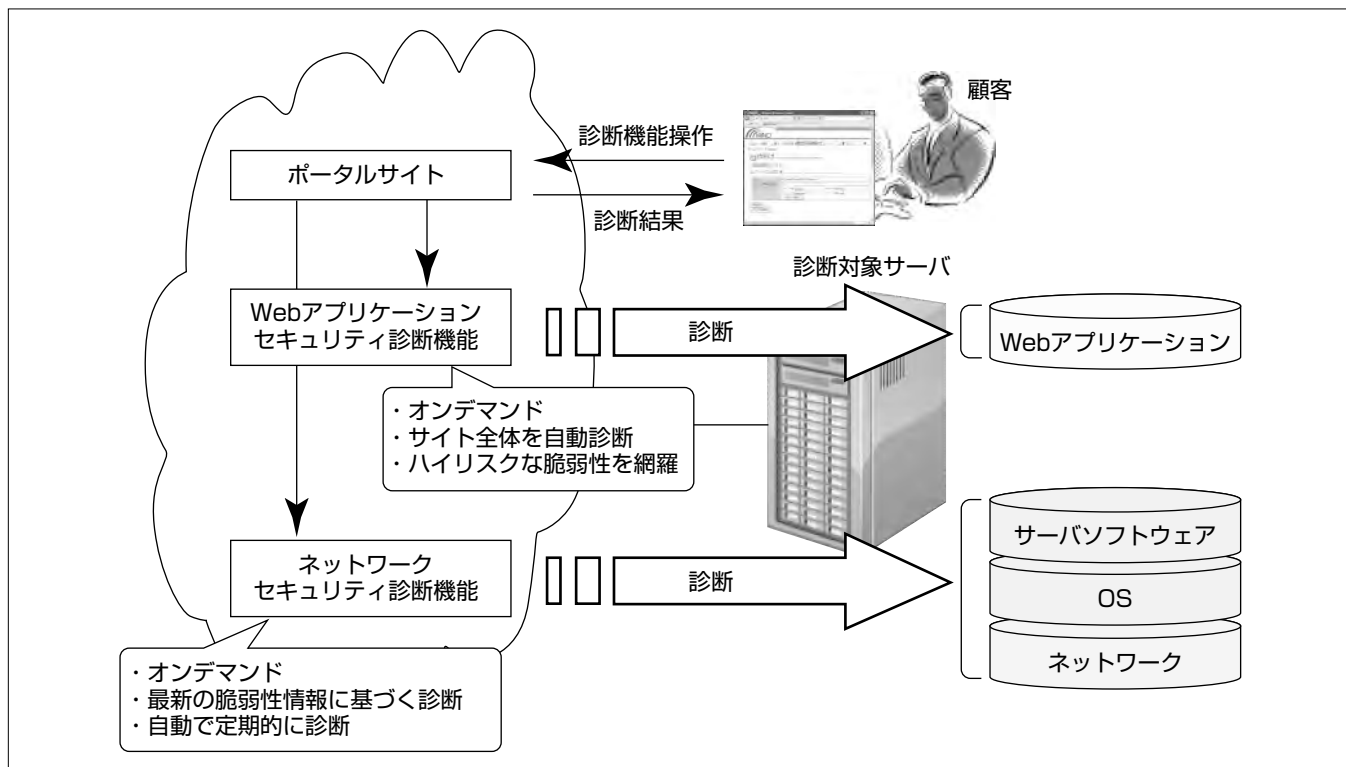 顧客
診断機能操作
ポータルサイト
診断結果
診断対象サーバ
Webアプリケーション
セキュリティ診断機能
診断
Webアプリケーション
・オンデマンド
・サイト全体を自動診断
・ハイリスクな脆弱性を網羅
サーバソフトウェア
ネットワーク
セキュリティ診断機能
診断
OS
ネットワーク
・オンデマンド
・最新の脆弱性情報に基づく診断
・自動で定期的に診断